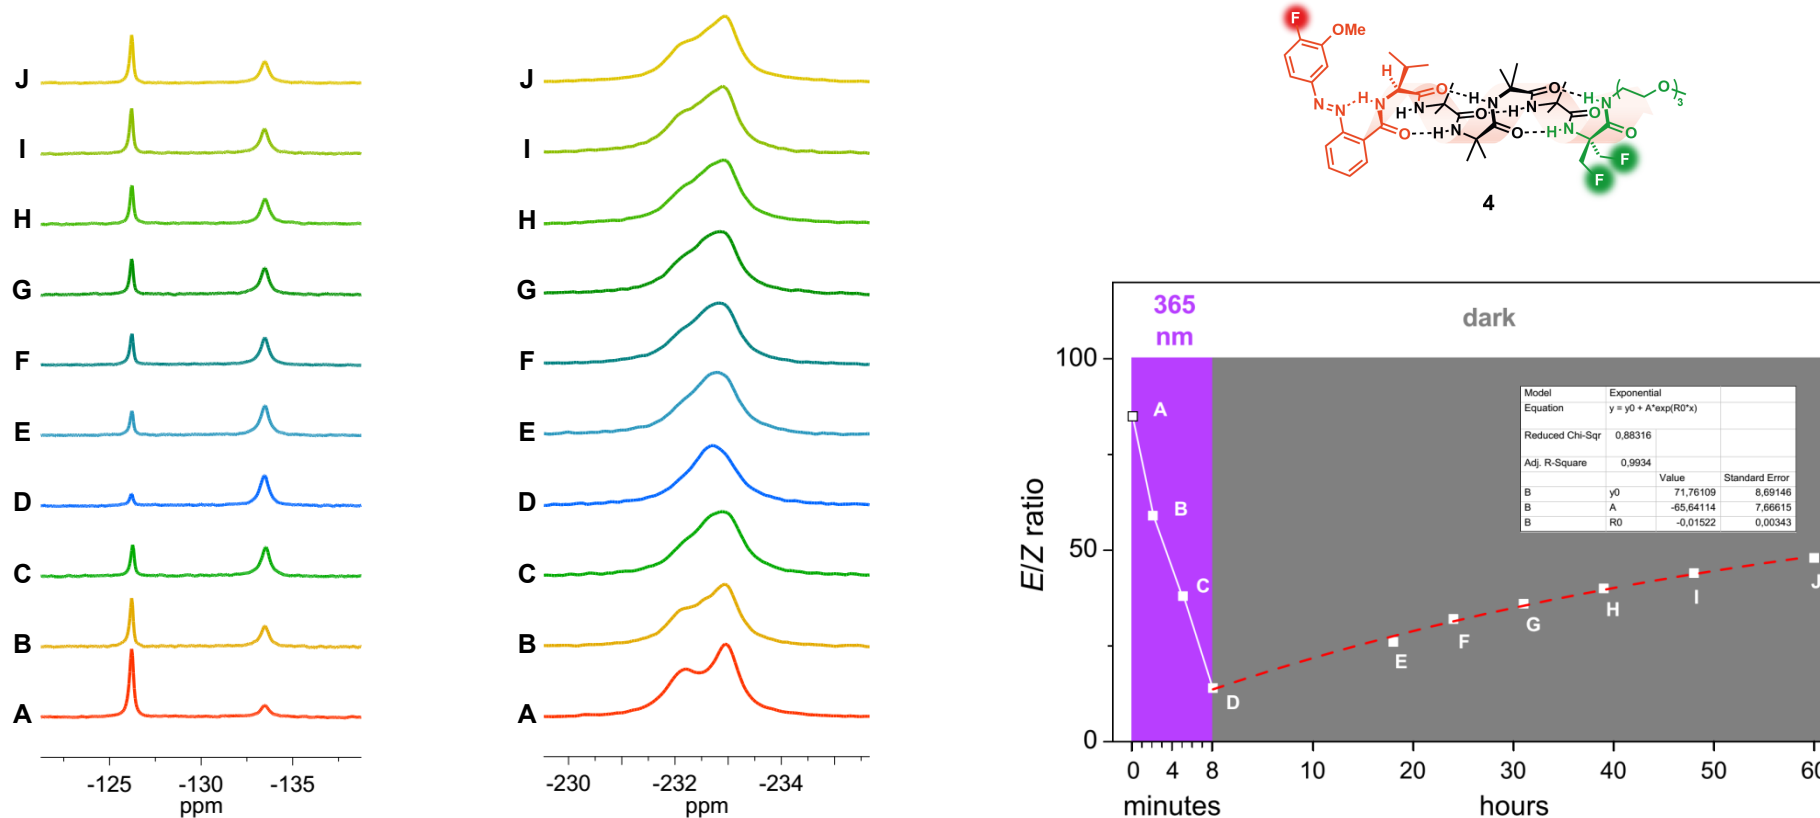 J
I
H
G
F
E
D
C
B
A
-125
-130
-135
ppm
J
I
H
G
F
E
D
C
B
A
-230
-232
-234
ppm
F
OMe
N
N
H
H
N
O
O
H
N
H
N
O
H
N
O
H
N
O
H
N
O
H
N
O
O
3
F
F
4
365
nm
dark
100
50
0
E/Z ratio
A
B
C
D
E
F
G
H
I
J
Model Exponential
Equation y = y0 + A*exp(R0*x)
Reduced Chi-Sqr 0,88316
Adj. R-Square 0,9934
Value Standard Error
B y0 71,76109 8,69146
B A -65,64114 7,66615
B R0 -0,01522 0,00343
0 4 8 10 20 30 40 50
minutes hours